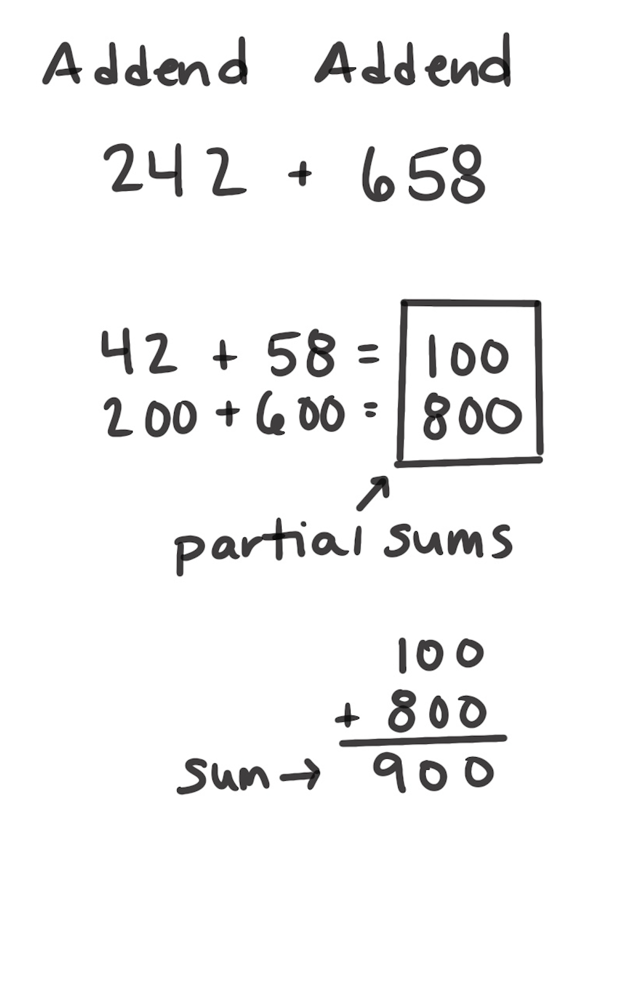 Addend Addend
242 + 658
42 + 58 = 100
200 + 600 = 800
partial sums
100
+ 800
sum → 900